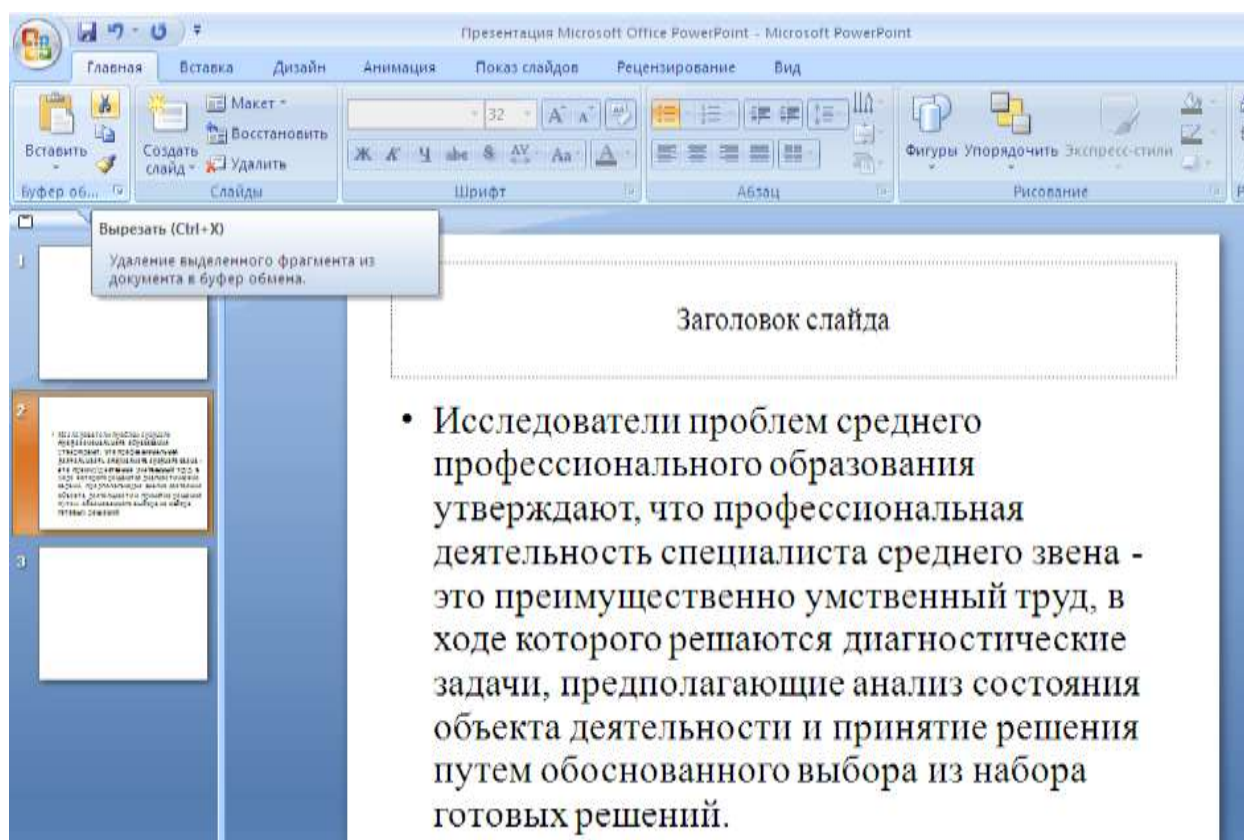 Презентация Microsoft Office PowerPoint - Microsoft PowerPoint
Главная Вставка Дизайн Анимация Показ слайдов Рецензирование Вид
Вставить
Создать слайд
Макет
Восстановить
Удалить
32
Ж К Ч abe S AV Aa A
Фигуры Упорядочить Экспресс-стили
Буфер об... Слайды Шрифт Абзац Рисование
Вырезать (Ctrl+X)
Удаление выделенного фрагмента из
документа в буфер обмена.
1
2
3
Заголовок слайда
• Исследователи проблем среднего
профессионального образования
утверждают, что профессиональная
деятельность специалиста среднего звена -
это преимущественно умственный труд, в
ходе которого решаются диагностические
задачи, предполагающие анализ состояния
объекта деятельности и принятие решения
путем обоснованного выбора из набора
готовых решений.